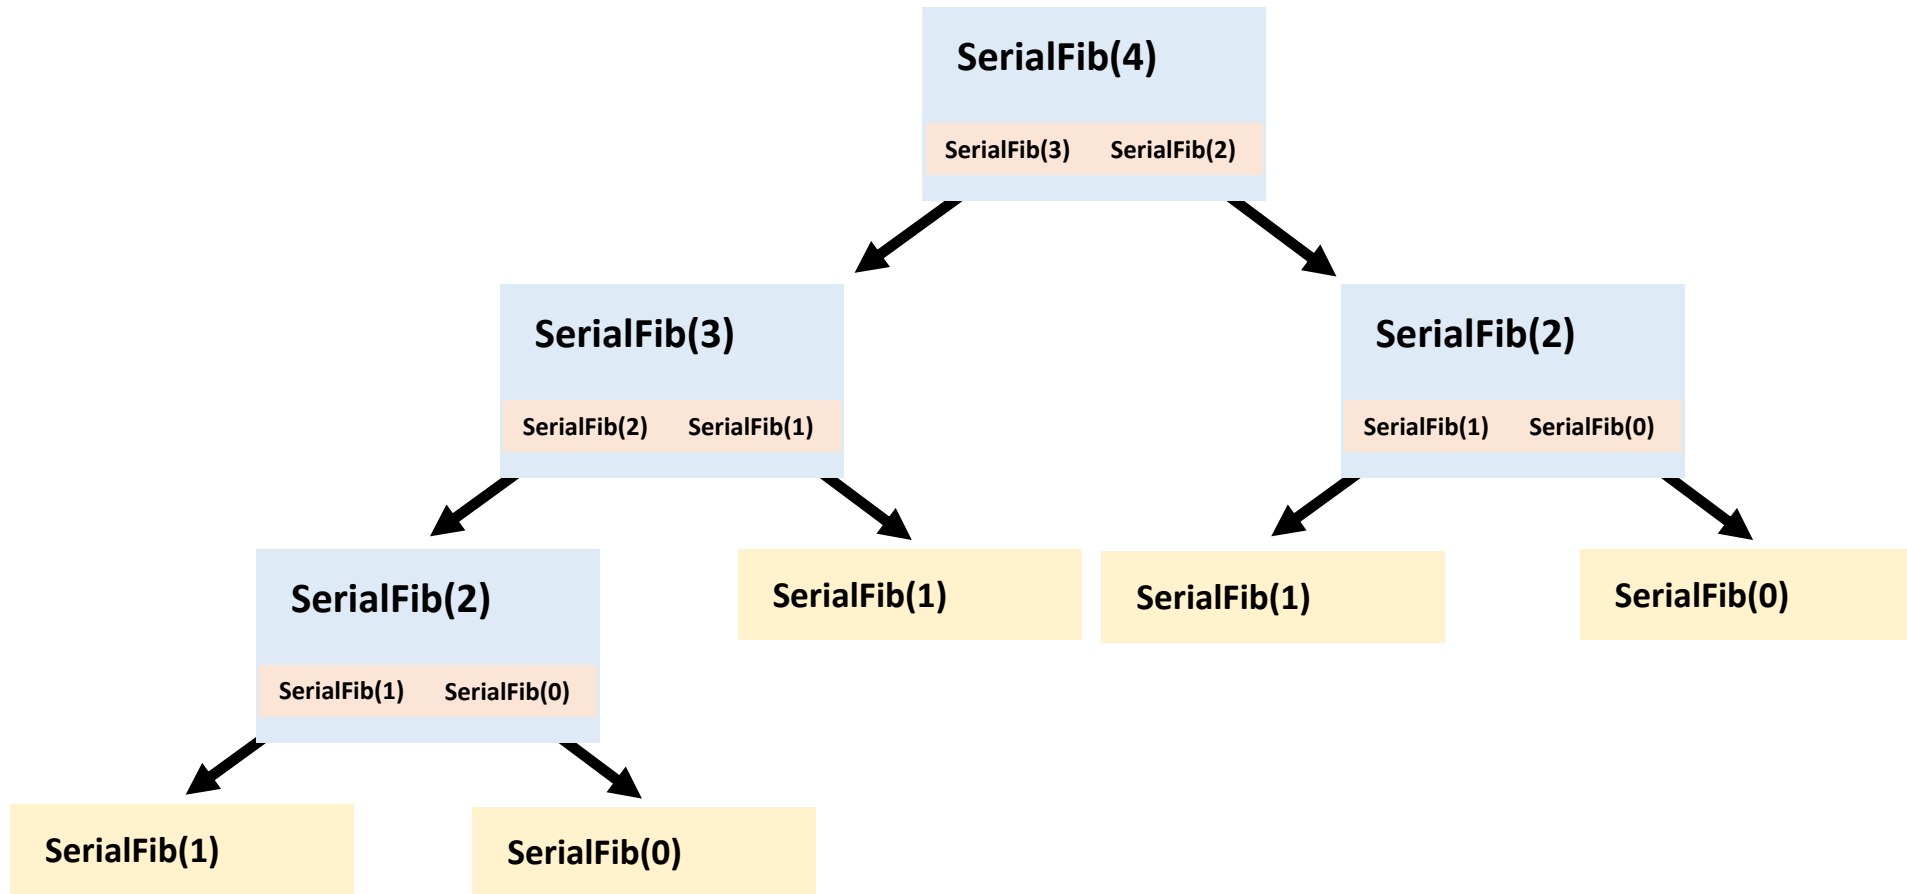 SerialFib(4)
SerialFib(3) SerialFib(2)
SerialFib(3)
SerialFib(2) SerialFib(1)
SerialFib(2)
SerialFib(1) SerialFib(0)
SerialFib(2)
SerialFib(1) SerialFib(0)
SerialFib(1)
SerialFib(1)
SerialFib(0)
SerialFib(1)
SerialFib(0)